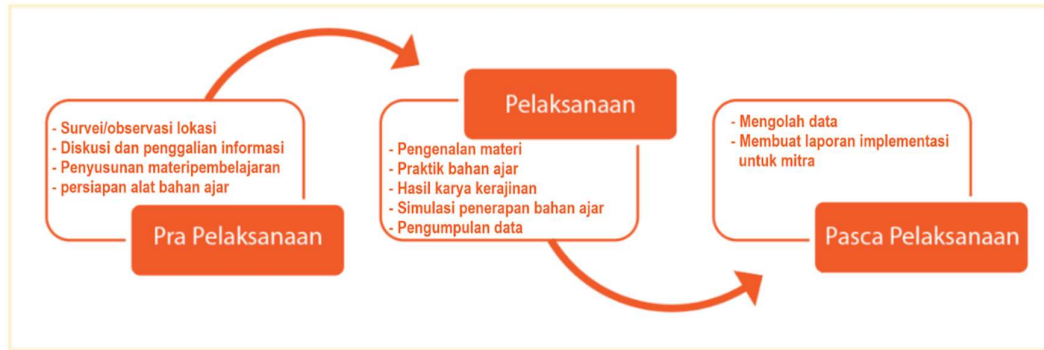 - Survei/observasi lokasi
- Diskusi dan penggalian informasi
- Penyusunan materipembelajaran
- persiapan alat bahan ajar
Pra Pelaksanaan
Pelaksanaan
- Pengenalan materi
- Praktik bahan ajar
- Hasil karya kerajinan
- Simulasi penerapan bahan ajar
- Pengumpulan data
- Mengolah data
- Membuat laporan implementasi
untuk mitra
Pasca Pelaksanaan